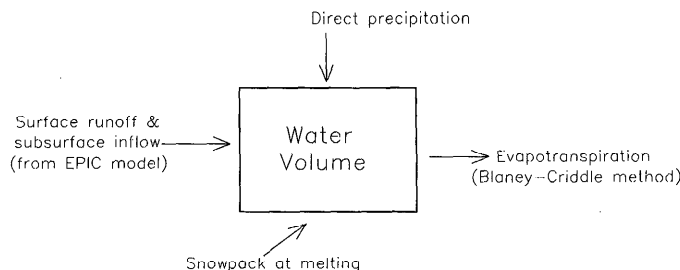 Direct precipitation
Surface runoff &
subsurface inflow
(from EPIC model)
Water
Volume
Evapotranspiration
(Blaney-Criddle method)
Snowpack at melting